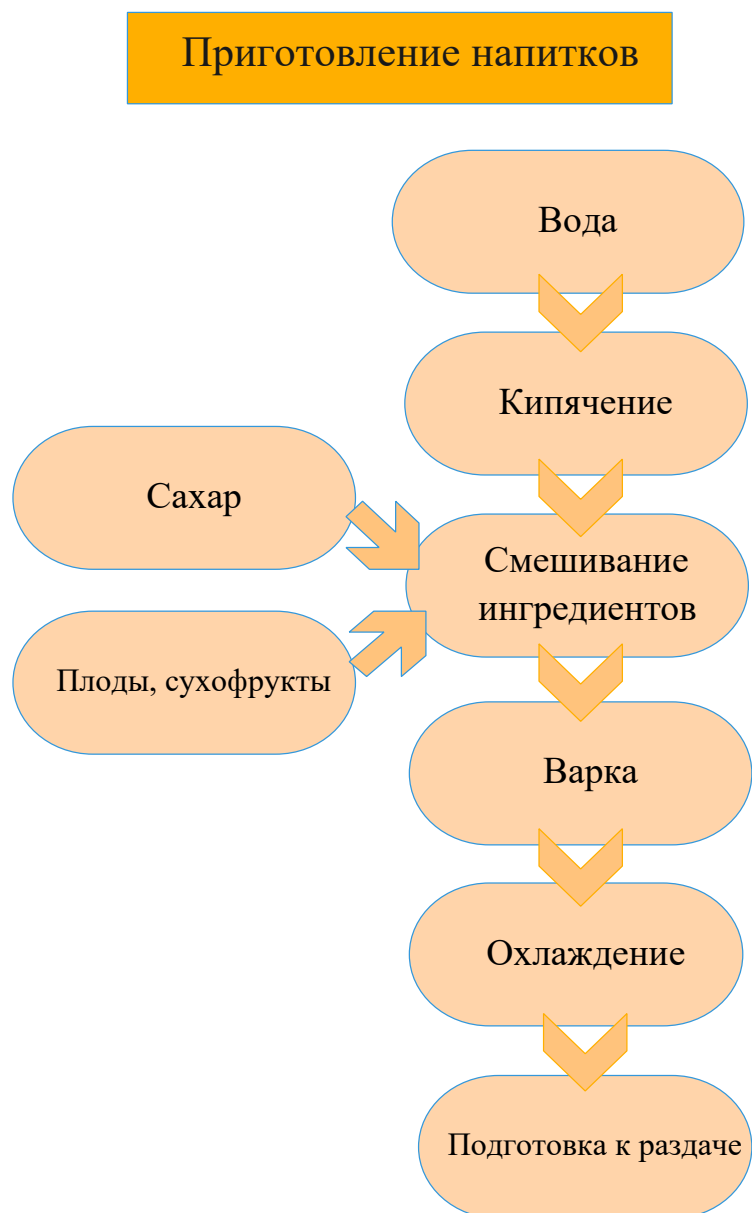 Приготовление напитков
Вода
Кипячение
Сахар
Смешивание
ингредиентов
Плоды, сухофрукты
Варка
Охлаждение
Подготовка к раздаче